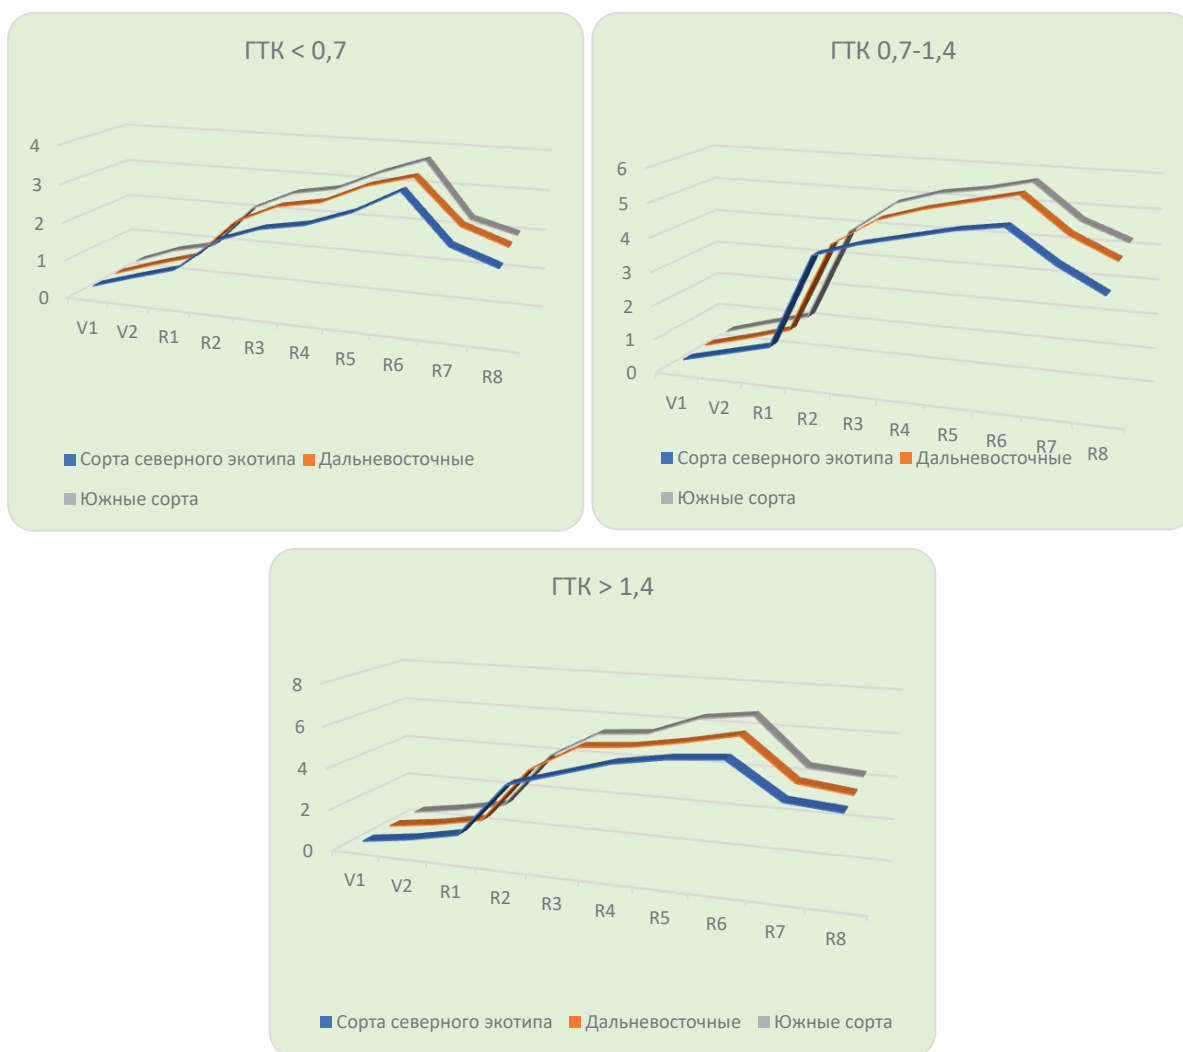 ГТК < 0,7
4
3
2
1
0
V1 V2 R1 R2 R3 R4 R5 R6 R7 R8
Сорта северного экотипа Дальневосточные
Южные сорта
ГТК 0,7-1,4
6
5
4
3
2
1
0
V1 V2 R1 R2 R3 R4 R5 R6 R7 R8
Сорта северного экотипа Дальневосточные
Южные сорта
ГТК > 1,4
8
6
4
2
0
V1 V2 R1 R2 R3 R4 R5 R6 R7 R8
Сорта северного экотипа Дальневосточные Южные сорта